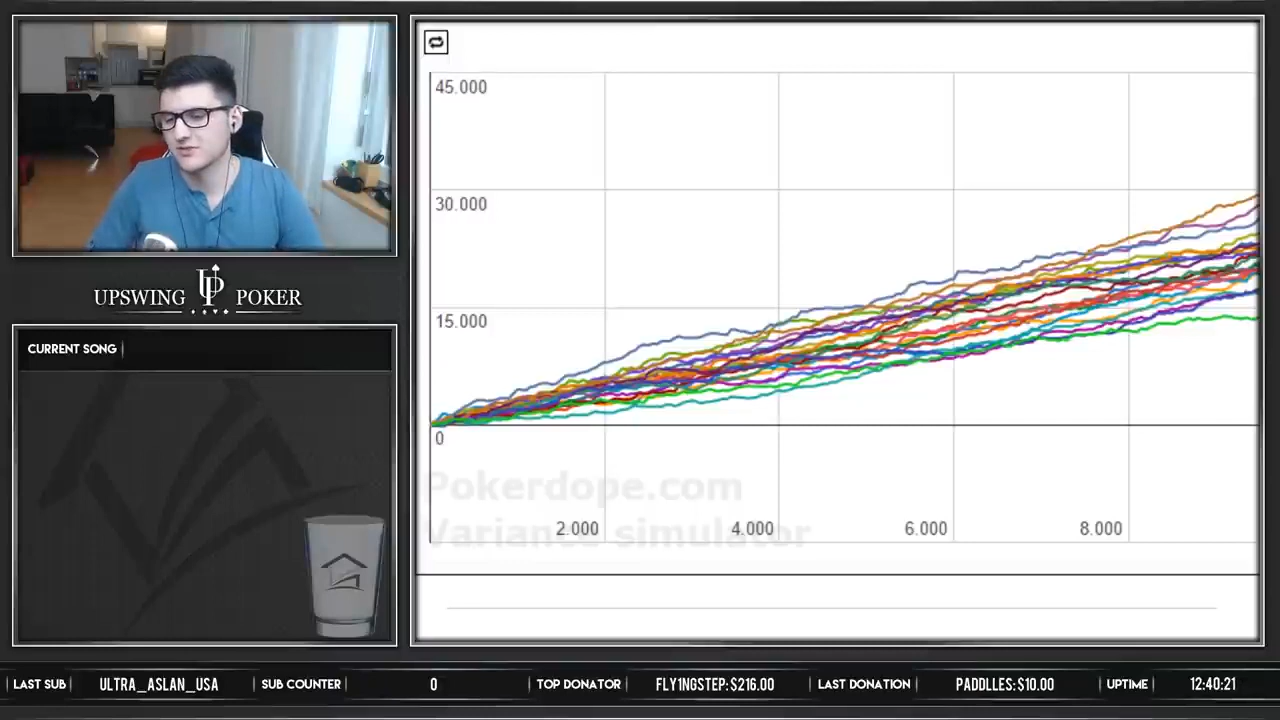 UPSWING UP POKER
CURRENT SONG
45.000
30.000
15.000
0
Pokerdope.com
Variance simulator
2.000 4.000 6.000 8.000
LAST SUB ULTRA_ASLAN_USA SUB COUNTER 0 TOP DONATOR FLY1NGSTEP: $216.00 LAST DONATION PADDLLES: $10.00 UPTIME 12:40:21